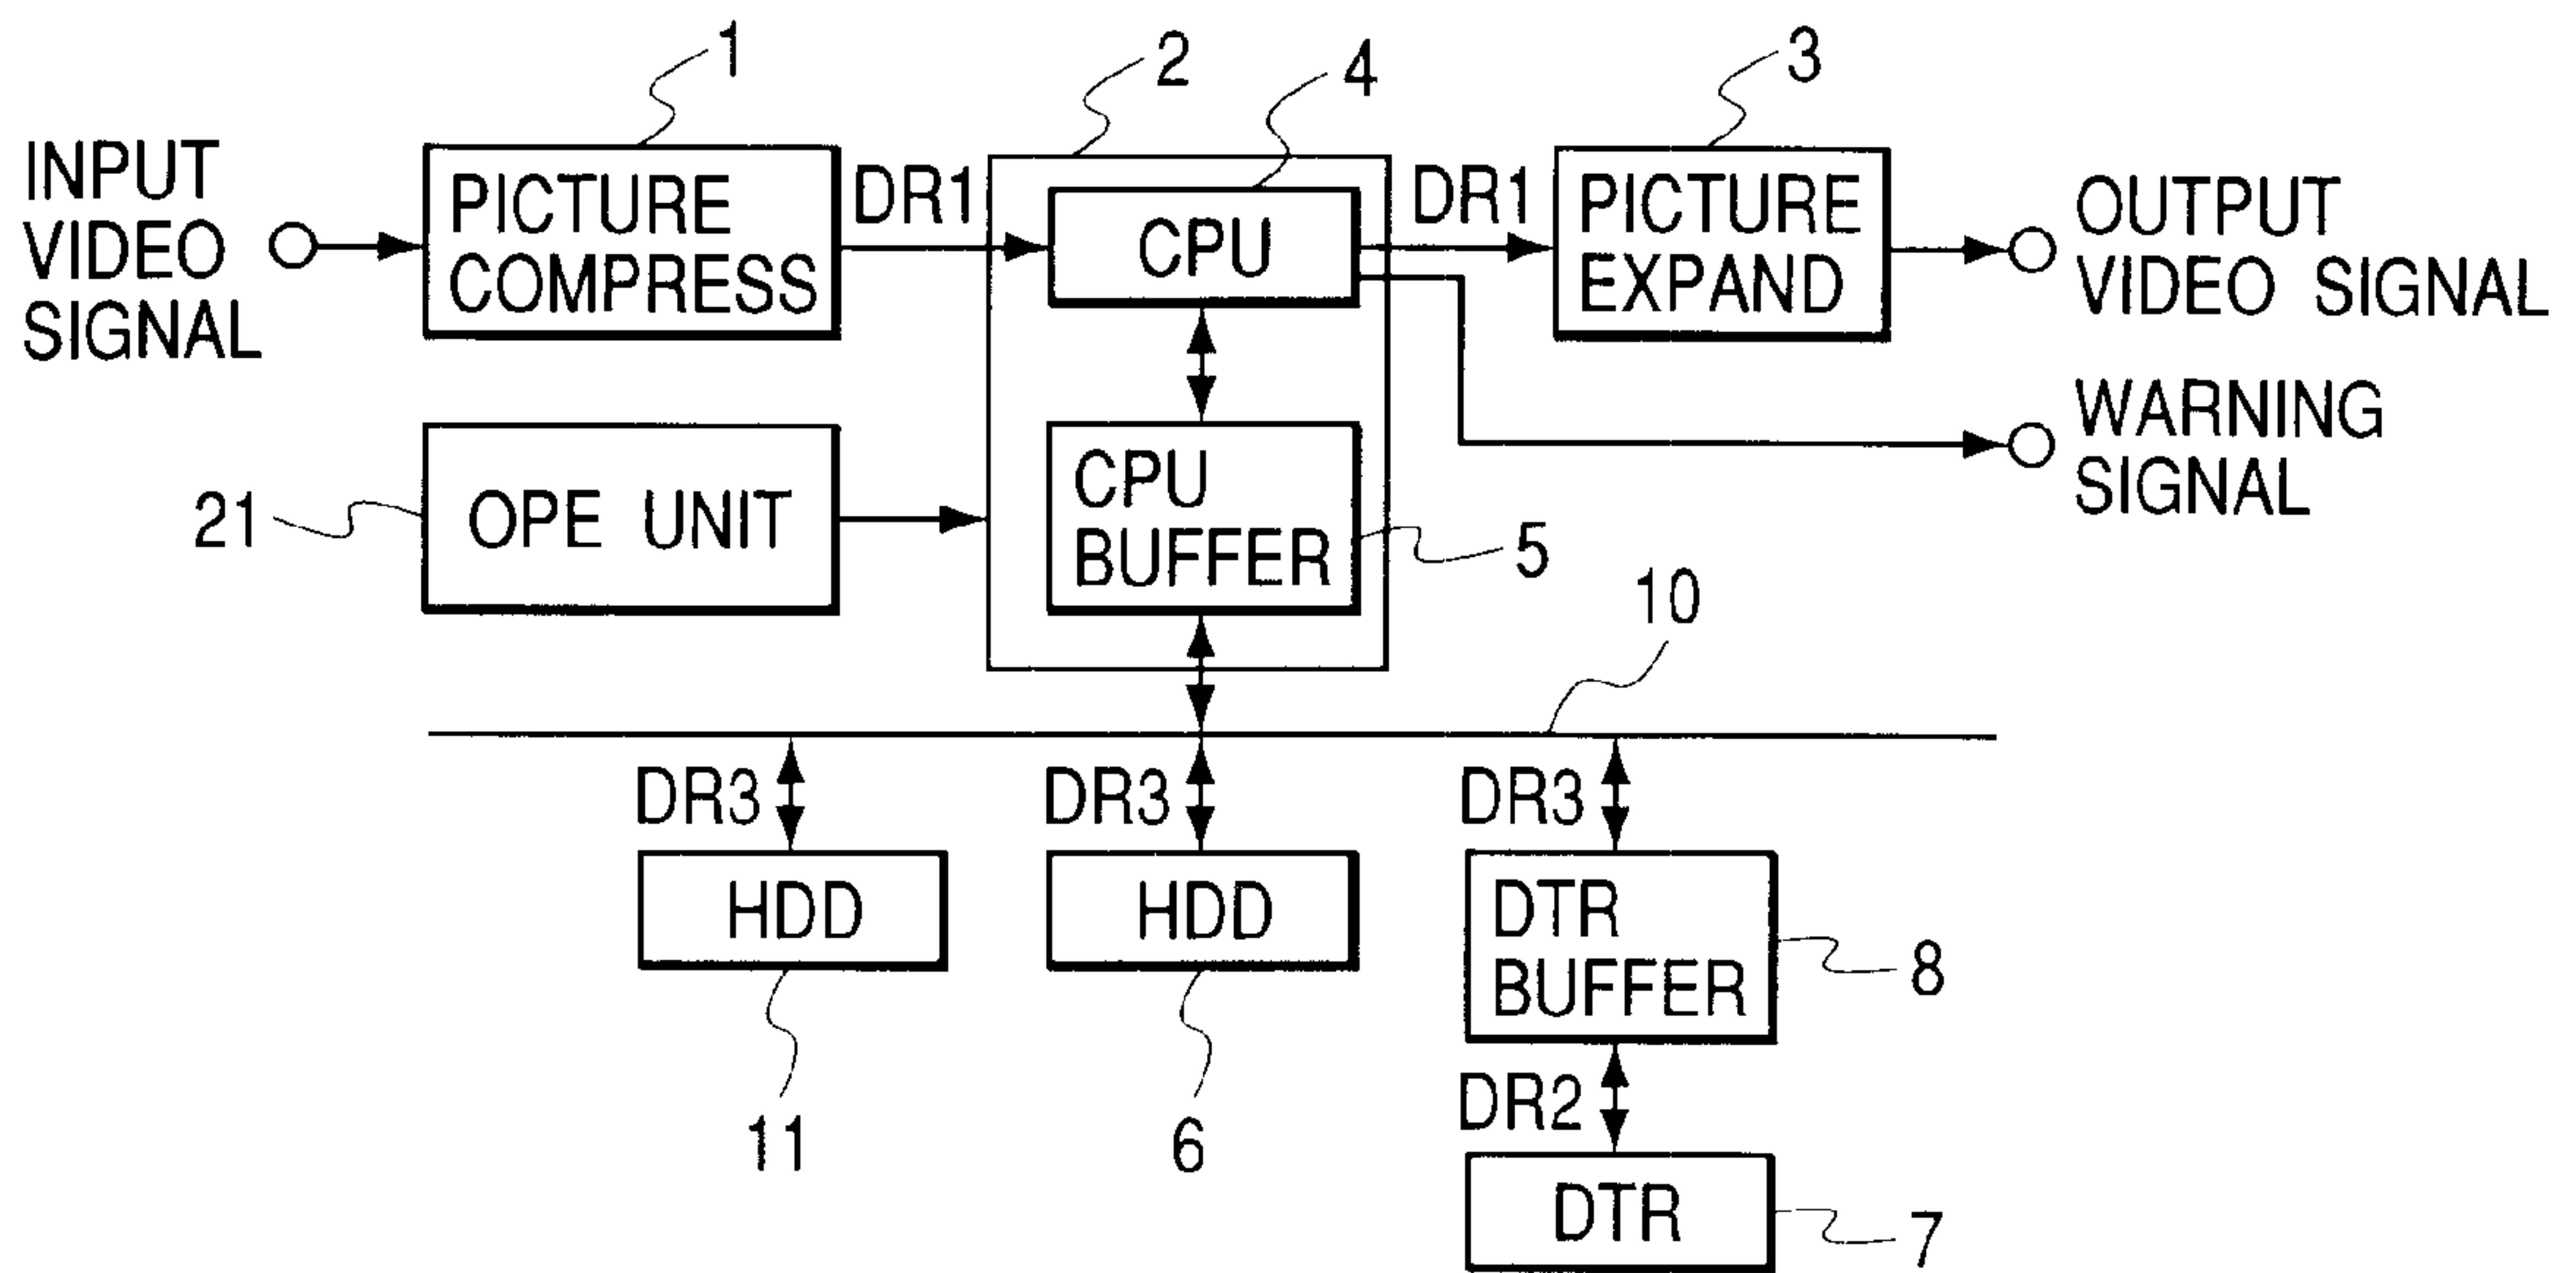 1
2
4
3
INPUT
VIDEO
SIGNAL
PICTURE
COMPRESS
DR1
CPU
DR1
PICTURE
EXPAND
OUTPUT
VIDEO SIGNAL
WARNING
SIGNAL
21
OPE UNIT
CPU
BUFFER
5
10
DR3
DR3
DR3
HDD
HDD
DTR
BUFFER
8
11
6
DR2
DTR
7